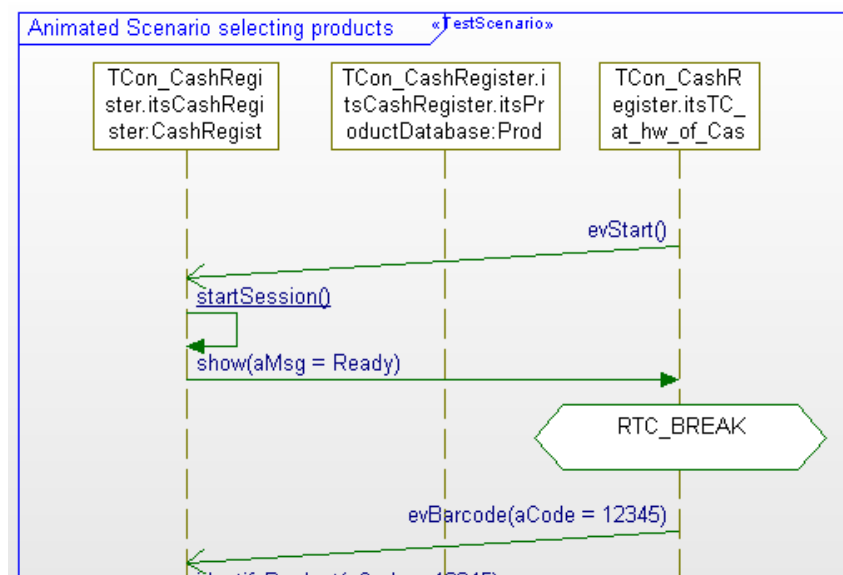 Animated Scenario selecting products
«TestScenario»
TCon_CashRegi
ster.itsCashRegi
ster:CashRegist
TCon_CashRegister.i
tsCashRegister.itsPr
oductDatabase:Prod
TCon_CashR
egister.itsTC_
at_hw_of_Cas
evStart()
startSession()
show(aMsg = Ready)
RTC_BREAK
evBarcode(aCode = 12345)